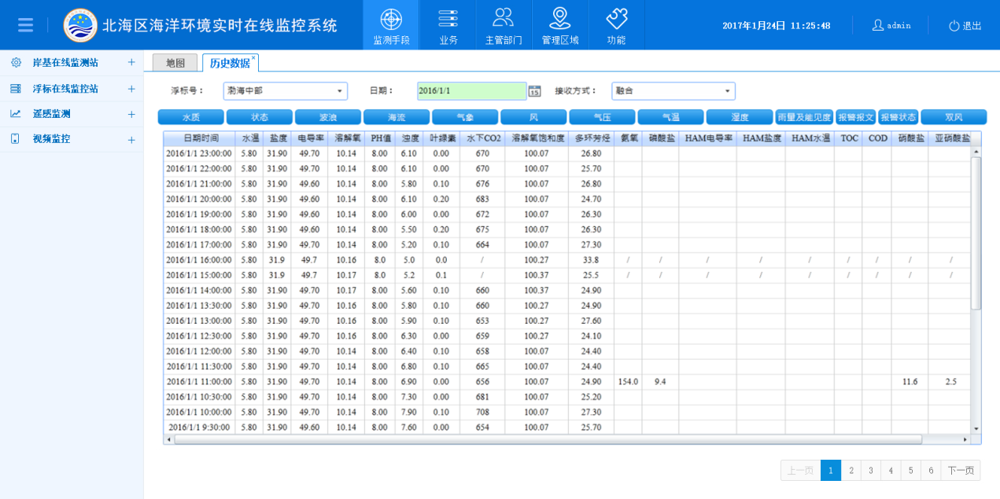 北海区海洋环境实时在线监控系统 监测手段 业务 主管部门 管理区域 功能 2017年1月24日 11:25:48 admin 退出
岸基在线监测站 +
浮标在线监控站 +
遥感监测 +
视频监控 +
地图 历史数据 ×
浮标号： 渤海中部 日期： 2016/1/1 15 接收方式： 融合
水质 状态 波浪 海流 气象 风 气压 气温 湿度 雨量及能见度 报警报文 报警状态 双风
日期时间 水温 盐度 电导率 溶解氧 PH值 浊度 叶绿素 水下CO2 溶解氧饱和度 多环芳烃 氨氮 磷酸盐 HAM电导率 HAM盐度 HAM水温 TOC COD 硝酸盐 亚硝酸盐
2016/1/1 23:00:00 5.80 31.90 49.70 10.14 8.00 6.10 0.00 670 100.07 26.80
2016/1/1 22:00:00 5.80 31.90 49.70 10.14 8.00 6.10 0.00 670 100.07 25.70
2016/1/1 21:00:00 5.80 31.90 49.60 10.14 8.00 5.80 0.10 676 100.07 26.80
2016/1/1 20:00:00 5.80 31.90 49.60 10.14 8.00 6.10 0.20 683 100.07 24.70
2016/1/1 19:00:00 5.80 31.90 49.60 10.14 8.00 6.00 0.00 672 100.07 26.30
2016/1/1 18:00:00 5.80 31.90 49.60 10.14 8.00 5.50 0.20 675 100.07 26.30
2016/1/1 17:00:00 5.80 31.90 49.70 10.14 8.00 5.20 0.10 664 100.07 27.30
2016/1/1 16:00:00 5.80 31.9 49.7 10.16 8.0 5.0 0.0 / 100.27 33.8 / / / / / / / / /
2016/1/1 15:00:00 5.80 31.9 49.7 10.17 8.0 5.2 0.1 / 100.37 25.5 / / / / / / / / /
2016/1/1 14:00:00 5.80 31.90 49.70 10.17 8.00 5.60 0.10 660 100.37 24.90
2016/1/1 13:30:00 5.80 31.90 49.70 10.16 8.00 5.80 0.10 660 100.27 24.90
2016/1/1 13:00:00 5.80 31.90 49.70 10.16 8.00 5.90 0.10 653 100.27 27.60
2016/1/1 12:30:00 5.80 31.90 49.70 10.16 8.00 6.30 0.00 659 100.27 24.10
2016/1/1 12:00:00 5.80 31.90 49.70 10.14 8.00 6.40 0.10 658 100.07 24.40
2016/1/1 11:30:00 5.80 31.90 49.70 10.14 8.00 6.80 0.10 665 100.07 24.40
2016/1/1 11:00:00 5.80 31.90 49.70 10.14 8.00 6.90 0.00 656 100.07 24.90 154.0 9.4 11.6 2.5
2016/1/1 10:30:00 5.80 31.90 49.70 10.14 8.00 7.30 0.00 681 100.07 25.20
2016/1/1 10:00:00 5.80 31.90 49.70 10.14 8.00 7.90 0.10 708 100.07 27.30
2016/1/1 9:30:00 5.80 31.90 49.60 10.14 8.00 7.60 0.00 654 100.07 25.70
上一页 1 2 3 4 5 6 下一页